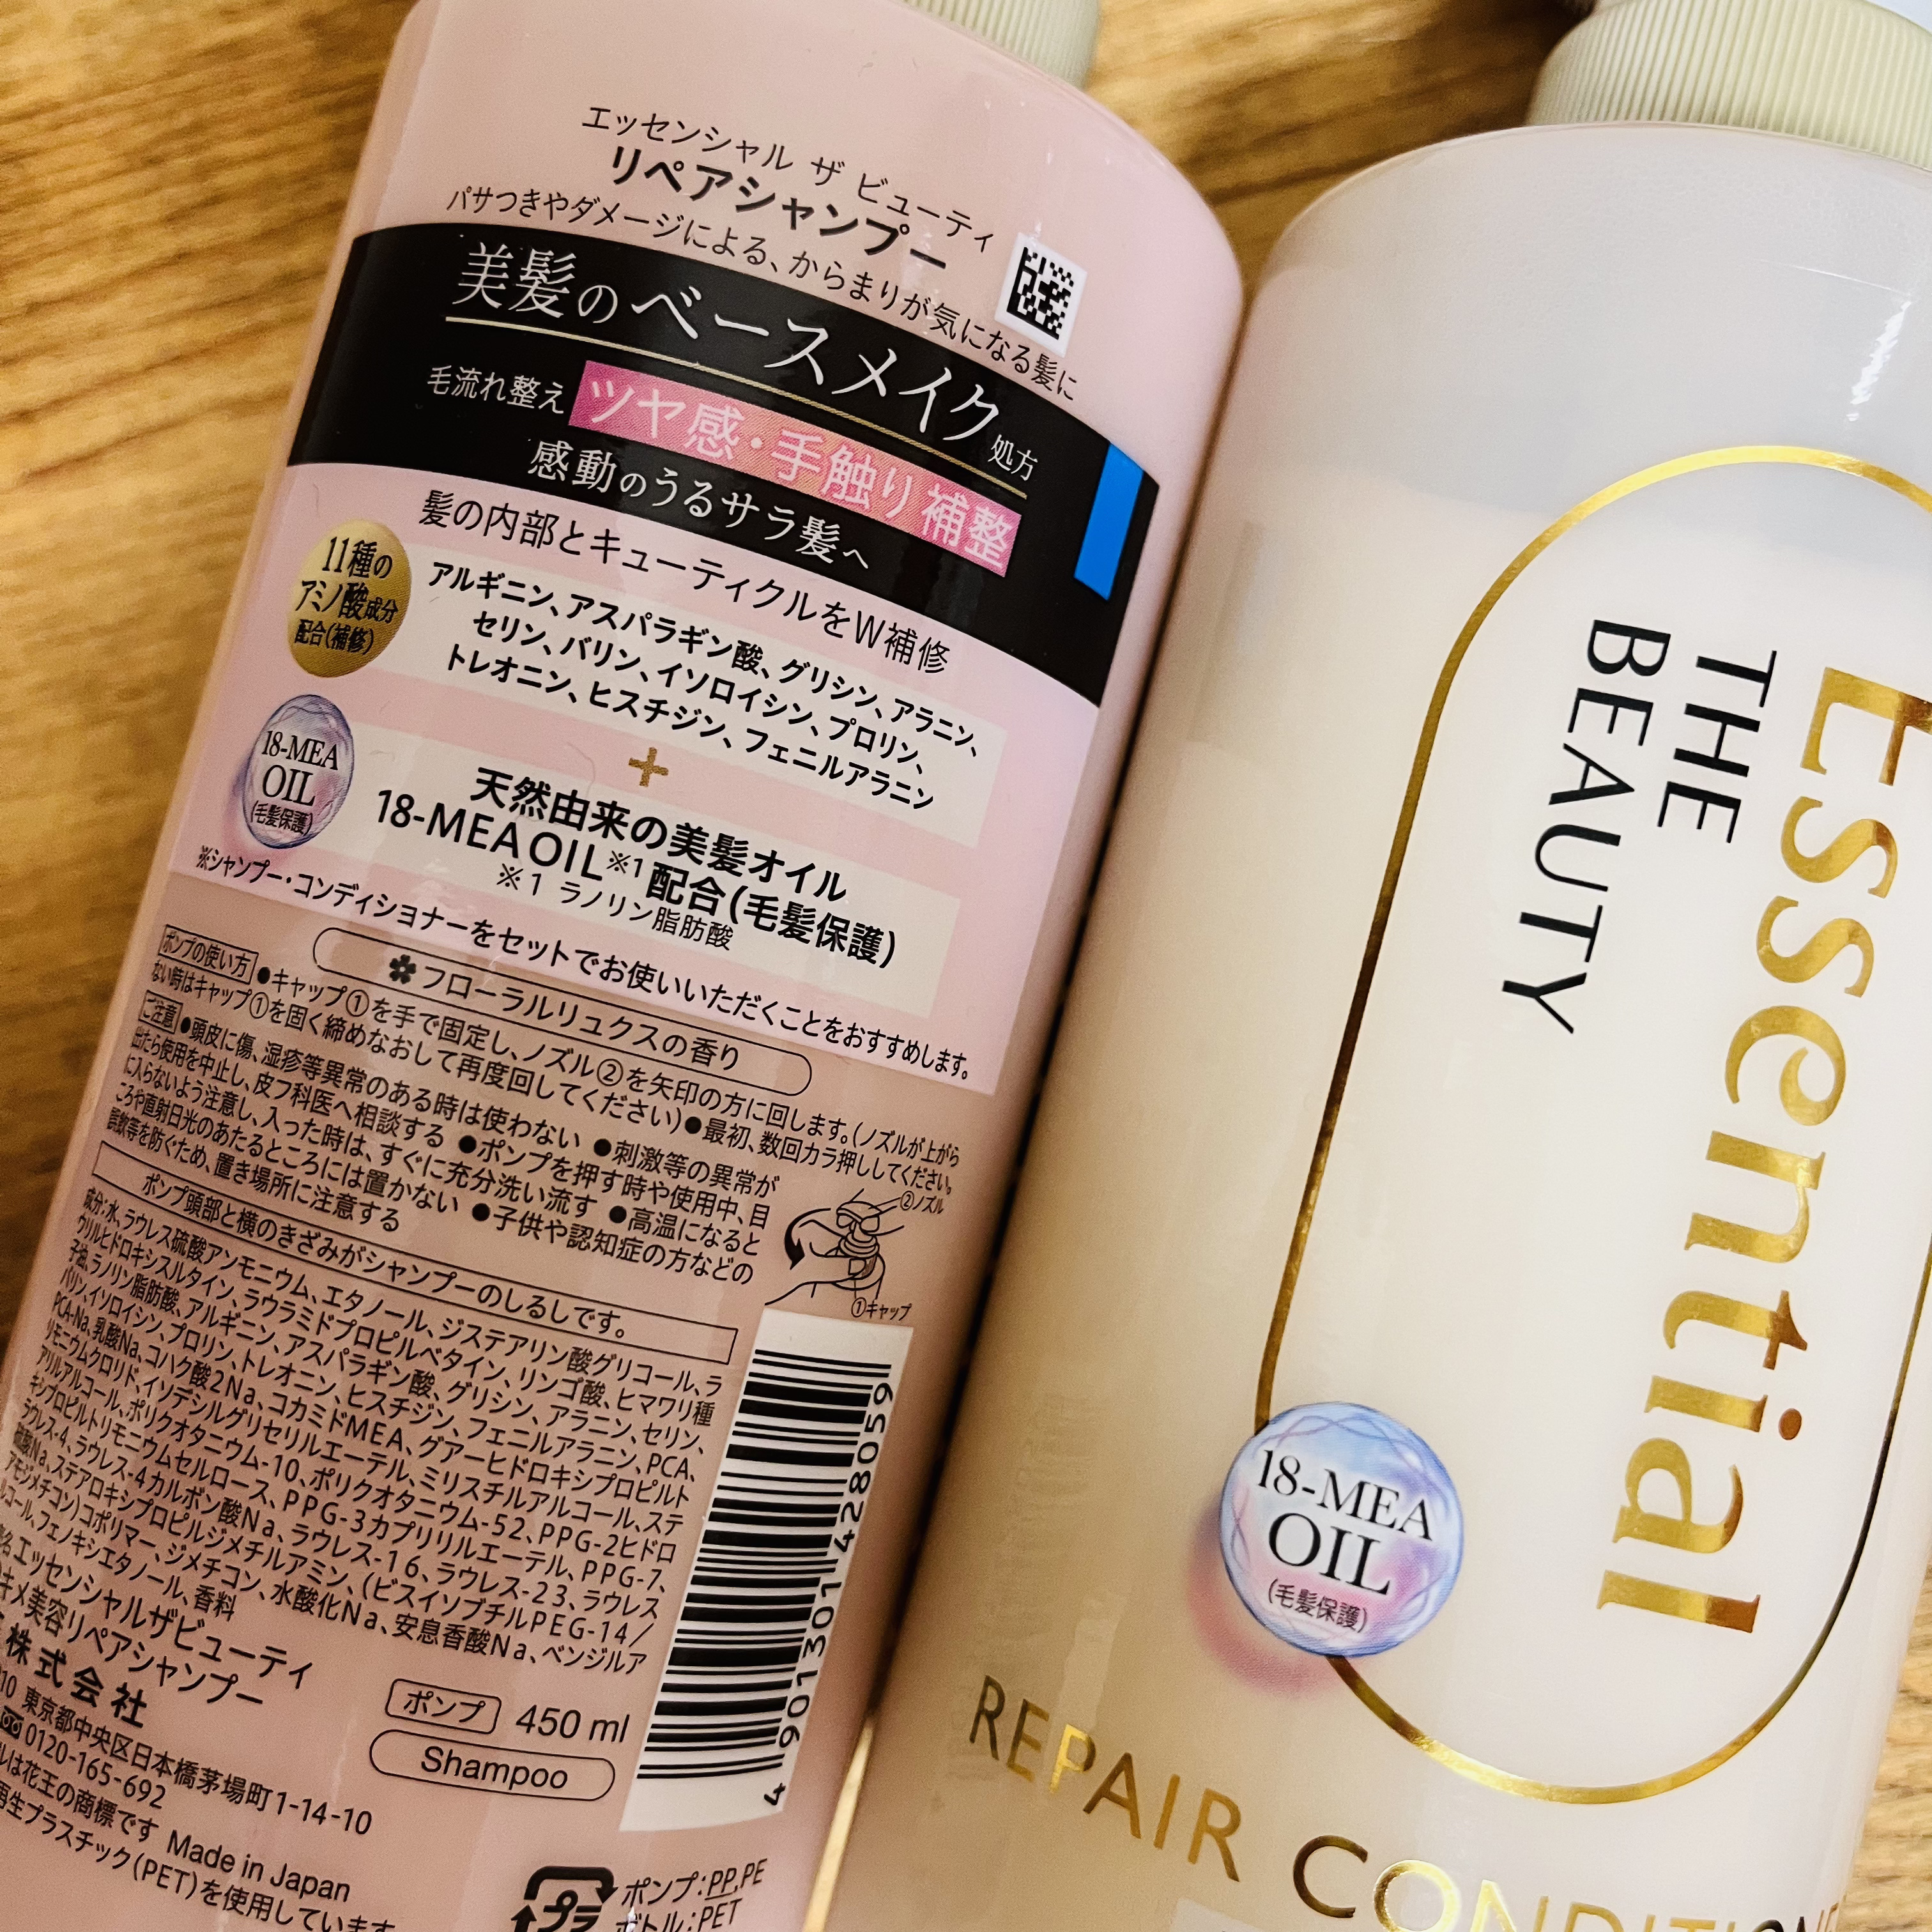 エッセンシャル ザ ビューティ
リペアシャンプー
パサつきやダメージによる、からまりが気になる髪に
美髪のベースメイク処方
毛流れ整え ツヤ感・手触り補整
感動のうるサラ髪へ
髪の内部とキューティクルをW補修
11種の
アミノ酸成分
配合(補修)
アルギニン、アスパラギン酸、グリシン、アラニン、
セリン、バリン、イソロイシン、プロリン、
トレオニン、ヒスチジン、フェニルアラニン
+
18-MEA
OIL
(毛髪保護)
天然由来の美髪オイル
18-MEA OIL※1配合(毛髪保護)
※1 ラノリン脂肪酸
※シャンプー・コンディショナーをセットでお使いいただくことをおすすめします。
フローラルリュクスの香り
ポンプの使い方 ●キャップ①を手で固定し、ノズル②を矢印の方に回します。(ノズルが上がら
ない時はキャップ①を固く締めなおして再度回してください)●最初、数回カラ押ししてください。
ご注意 ●頭皮に傷、湿疹等異常のある時は使わない ●刺激等の異常が
出たら使用を中止し、皮フ科医へ相談する ●ポンプを押す時や使用中、目
に入らないよう注意し、入った時は、すぐに充分洗い流す ●高温になると
ころや直射日光のあたるところには置かない ●子供や認知症の方などの
誤飲等を防ぐため、置き場所に注意する
②ノズル
①キャップ
ポンプ頭部と横のきざみがシャンプーのしるしです。
成分:水、ラウレス硫酸アンモニウム、エタノール、ジステアリン酸グリコール、ラ
ウリルヒドロキシスルタイン、ラウラミドプロピルベタイン、リンゴ酸、ヒマワリ種
子油、ラノリン脂肪酸、アルギニン、アスパラギン酸、グリシン、アラニン、セリン、
バリン、イソロイシン、プロリン、トレオニン、ヒスチジン、フェニルアラニン、PCA、
PCA-Na、乳酸Na、コハク酸2Na、コカミドMEA、グアーヒドロキシプロピルト
リモニウムクロリド、イソデシルグリセリルエーテル、ミリスチルアルコール、ステ
アリルアルコール、ポリクオタニウム-10、ポリクオタニウム-52、PPG-2ヒドロ
キシプロピルトリモニウムセルロース、PPG-3カプリリルエーテル、PPG-7、
ラウレス-4、ラウレス-4カルボン酸Na、ラウレス-16、ラウレス-23、ラウレス
硫酸Na、ステアロキシプロピルジメチルアミン、(ビスイソブチルPEG-14/
アモジメチコン)コポリマー、ジメチコン、水酸化Na、安息香酸Na、ベンジルア
ルコール、フェノキシエタノール、香料
エッセンシャルザビューティ
キメ美容リペアシャンプー
株式会社
10 東京都中央区日本橋茅場町1-14-10
0120-165-692
ルは花王の商標です Made in Japan
再生プラスチック(PET)を使用しています
ポンプ 450 ml
Shampoo
4 901301 428059
プラ
ポンプ:PP,PE
ボトル:PET
Essential
THE
BEAUTY
18-MEA
OIL
(毛髪保護)
REPAIR CONDITION